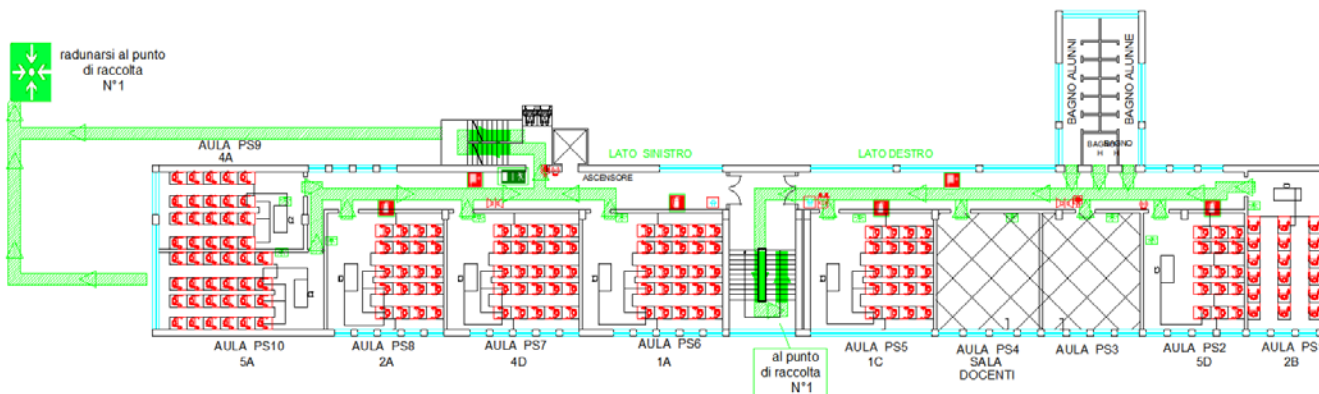 radunarsi al punto
di raccolta
N°1
AULA PS9
4A
LATO SINISTRO
LATO DESTRO
ASCENSORE
BAGNO ALUNNI
BAGNO ALUNNE
BAGNO
H
BAGNO
H
AULA PS10
5A
AULA PS8
2A
AULA PS7
4D
AULA PS6
1A
al punto
di raccolta
N°1
AULA PS5
1C
AULA PS4
SALA
DOCENTI
AULA PS3
AULA PS2
5D
AULA PS
2B